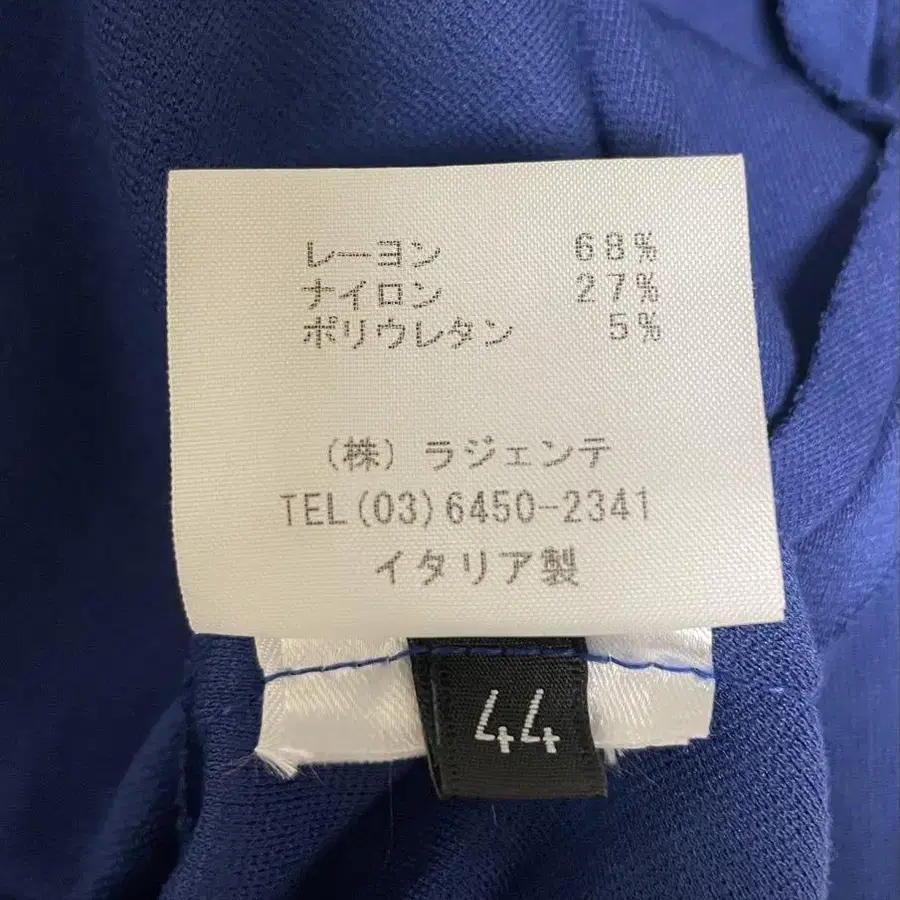 レーヨン 68%
ナイロン 27%
ポリウレタン 5%
(株) ラジェンテ
TEL(03)6450-2341
イタリア製
44